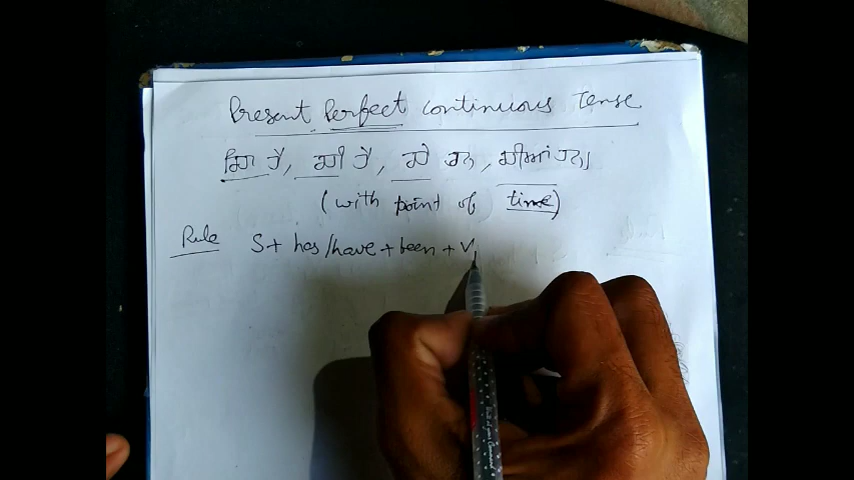 Present Perfect continuous Tense
ਰਿਹਾ ਹੈ, ਰਹੀ ਹੈ, ਰਹੇ ਹਨ, ਰਹੀਆਂ ਹਨ।
(with point of time)
Rule S+ has/have + been + V